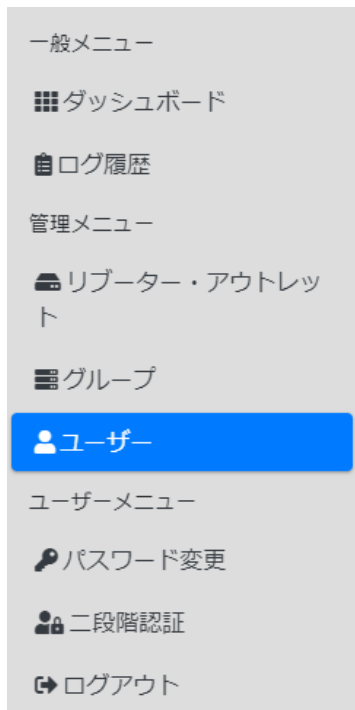 一般メニュー
ダッシュボード
ログ履歴
管理メニュー
リブーター・アウトレッ
ト
グループ
ユーザー
ユーザーメニュー
パスワード変更
二段階認証
ログアウト